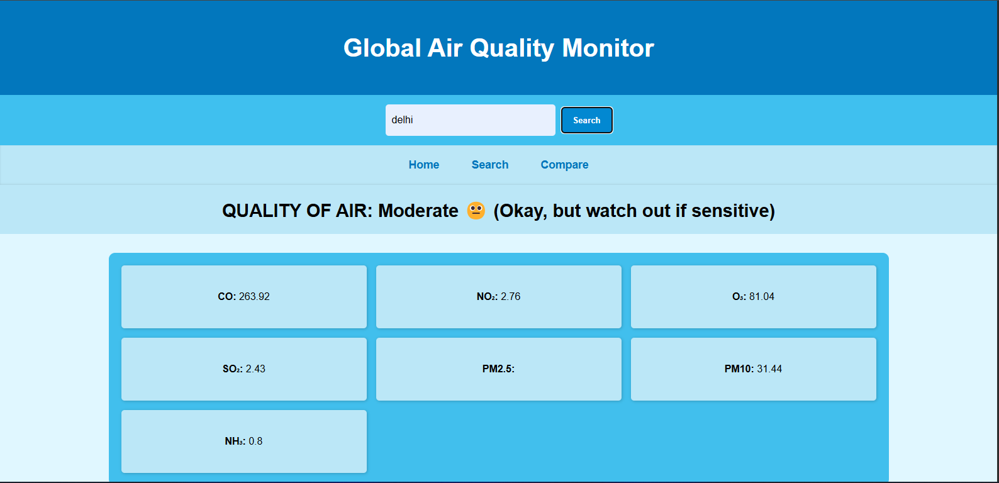 Global Air Quality Monitor
delhi
Search
Home Search Compare
QUALITY OF AIR: Moderate 😐 (Okay, but watch out if sensitive)
CO: 263.92
NO₂: 2.76
O₃: 81.04
SO₂: 2.43
PM2.5:
PM10: 31.44
NH₃: 0.8